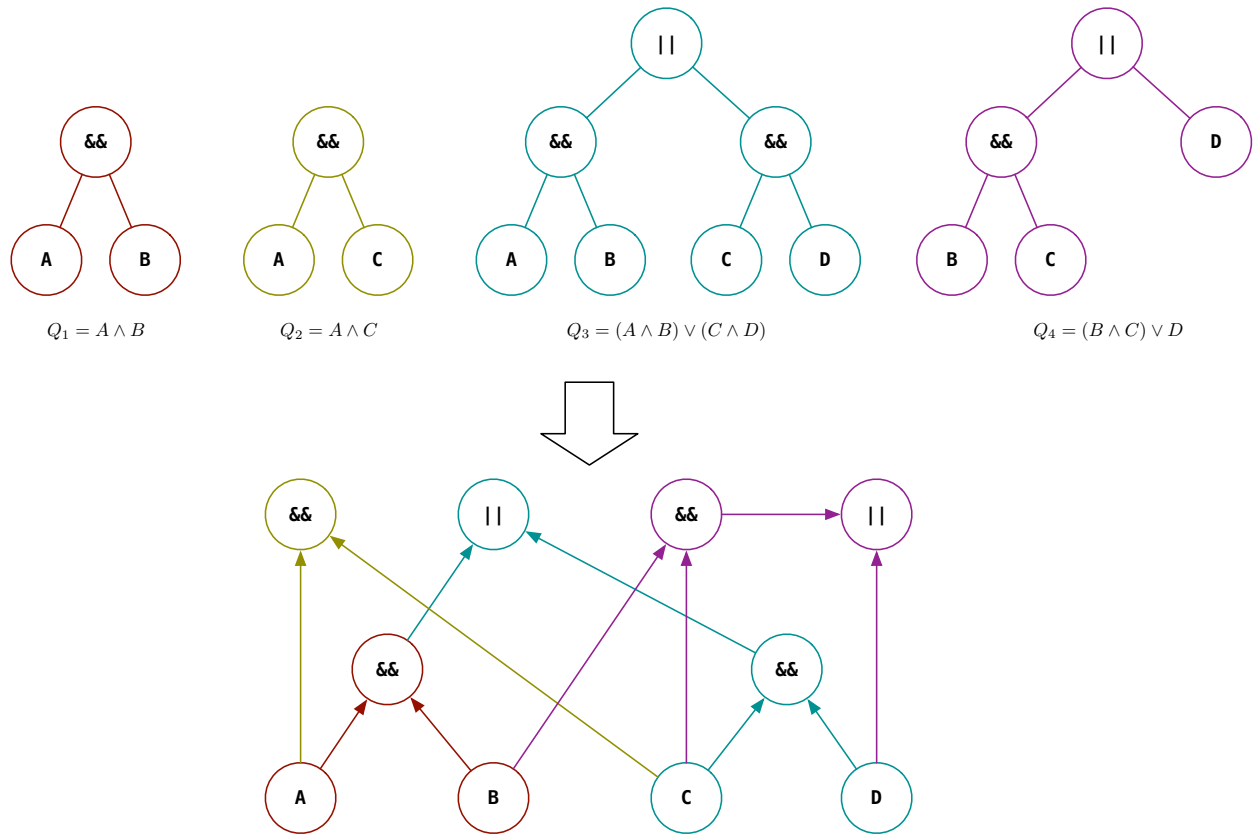 || ||
&& && && && && D
A B A C A B C D B C
Q₁ = A ∧ B Q₂ = A ∧ C Q₃ = (A ∧ B) ∨ (C ∧ D) Q₄ = (B ∧ C) ∨ D
&& || && ||
&& &&
A B C D